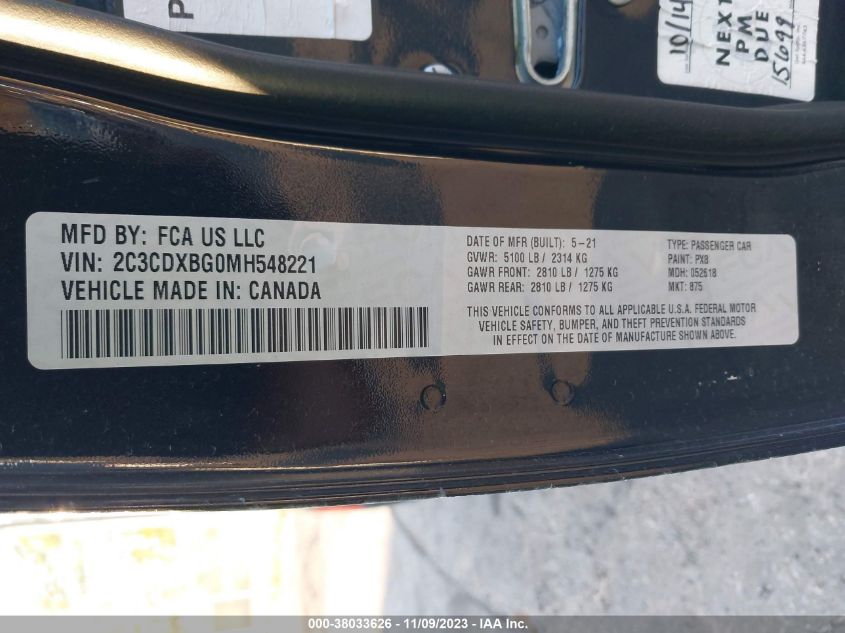 P
10/14
NEXT
PM
DUE
15699
MFD BY: FCA US LLC
VIN: 2C3CDXBG0MH548221
VEHICLE MADE IN: CANADA
DATE OF MFR (BUILT): 5-21
GVWR: 5100 LB / 2314 KG
GAWR FRONT: 2810 LB / 1275 KG
GAWR REAR: 2810 LB / 1275 KG
TYPE: PASSENGER CAR
PAINT: PX8
MDH: 052618
MKT: 875
THIS VEHICLE CONFORMS TO ALL APPLICABLE U.S.A. FEDERAL MOTOR
VEHICLE SAFETY, BUMPER, AND THEFT PREVENTION STANDARDS
IN EFFECT ON THE DATE OF MANUFACTURE SHOWN ABOVE.
000-38033626 - 11/09/2023 - IAA